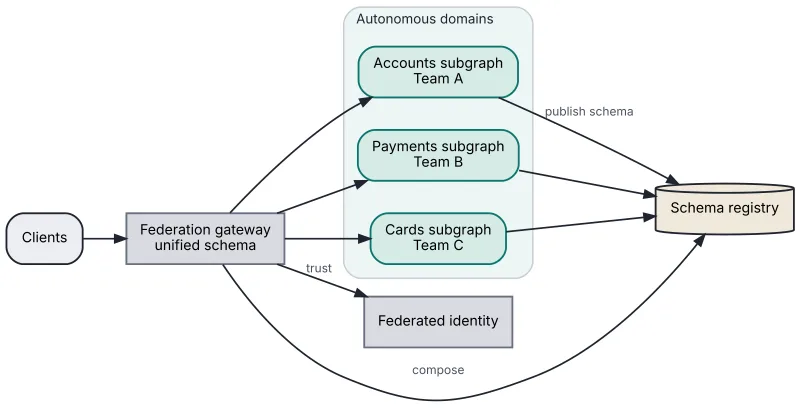 Autonomous domains
Accounts subgraph
Team A
publish schema
Payments subgraph
Team B
Schema registry
Clients
Federation gateway
unified schema
Cards subgraph
Team C
trust
Federated identity
compose